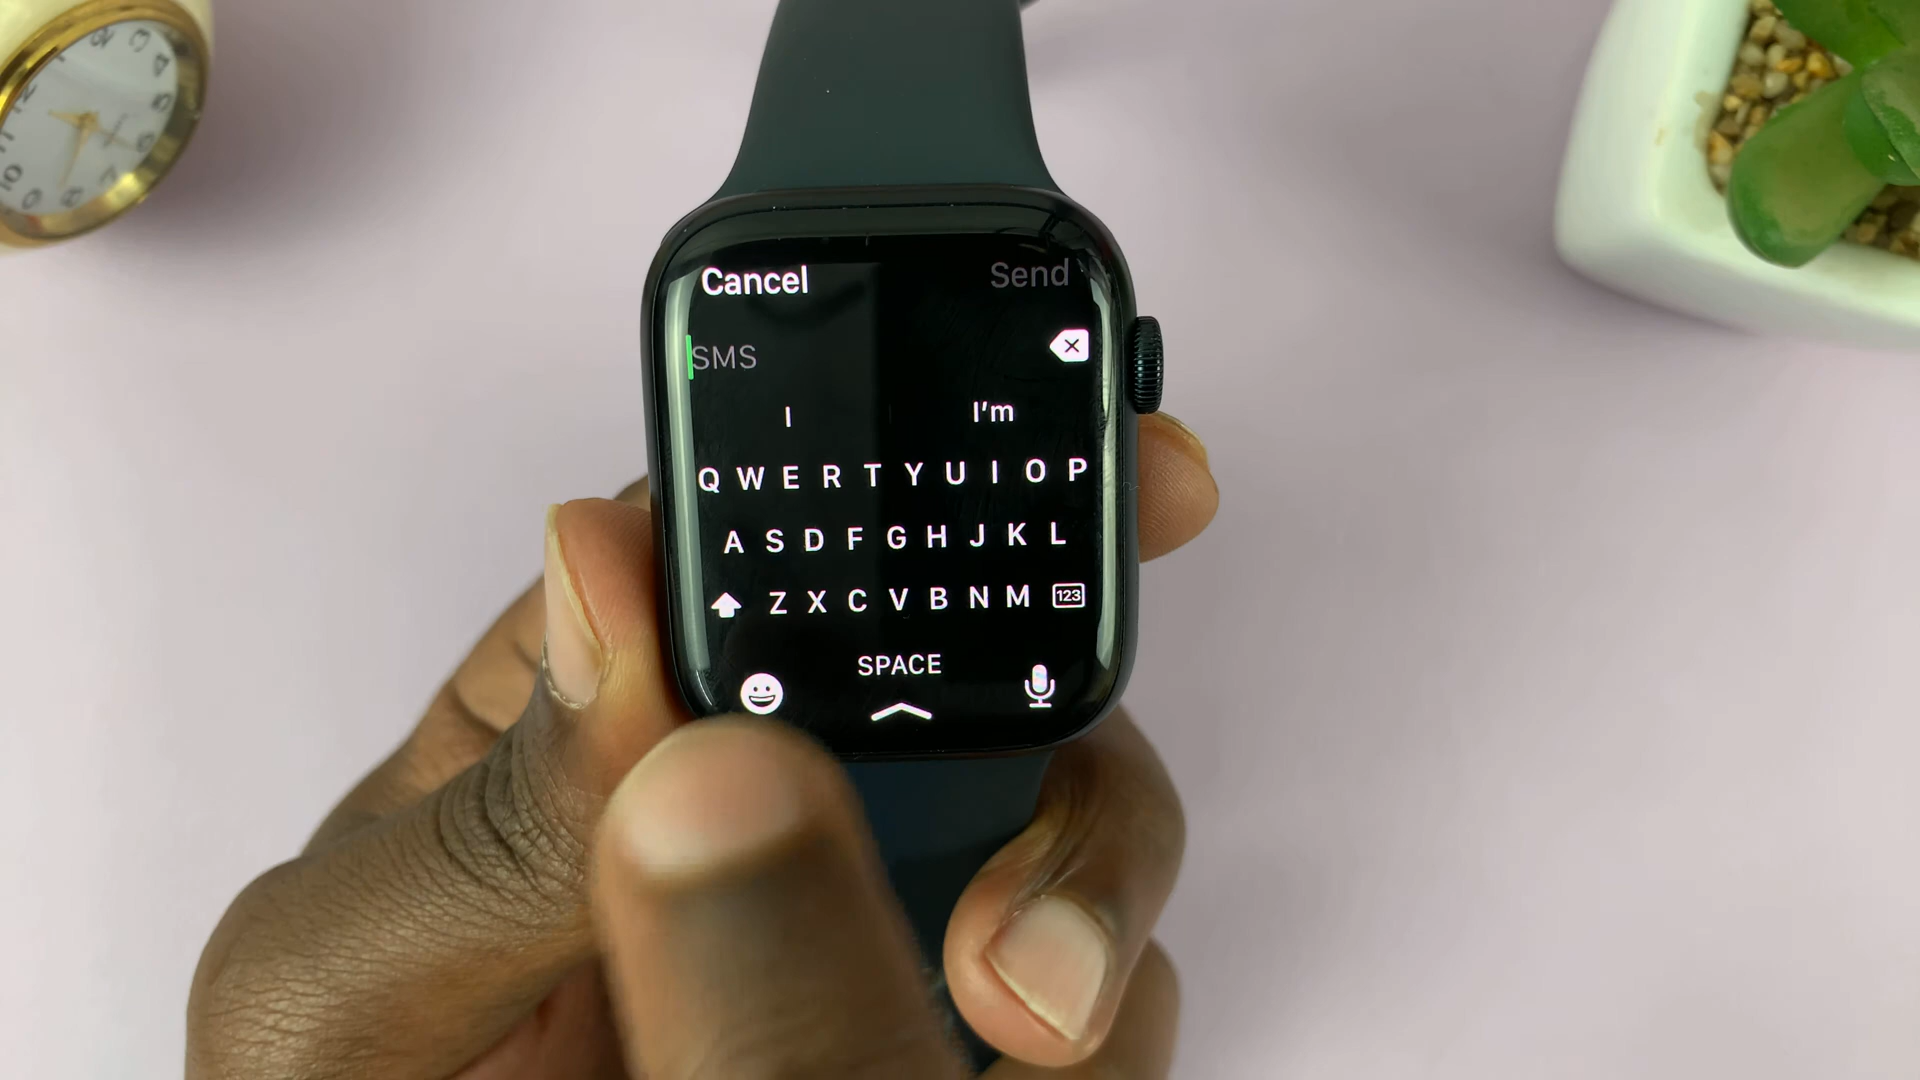 Cancel Send
SMS
I I'm
Q W E R T Y U I O P
A S D F G H J K L
Z X C V B N M 123
SPACE